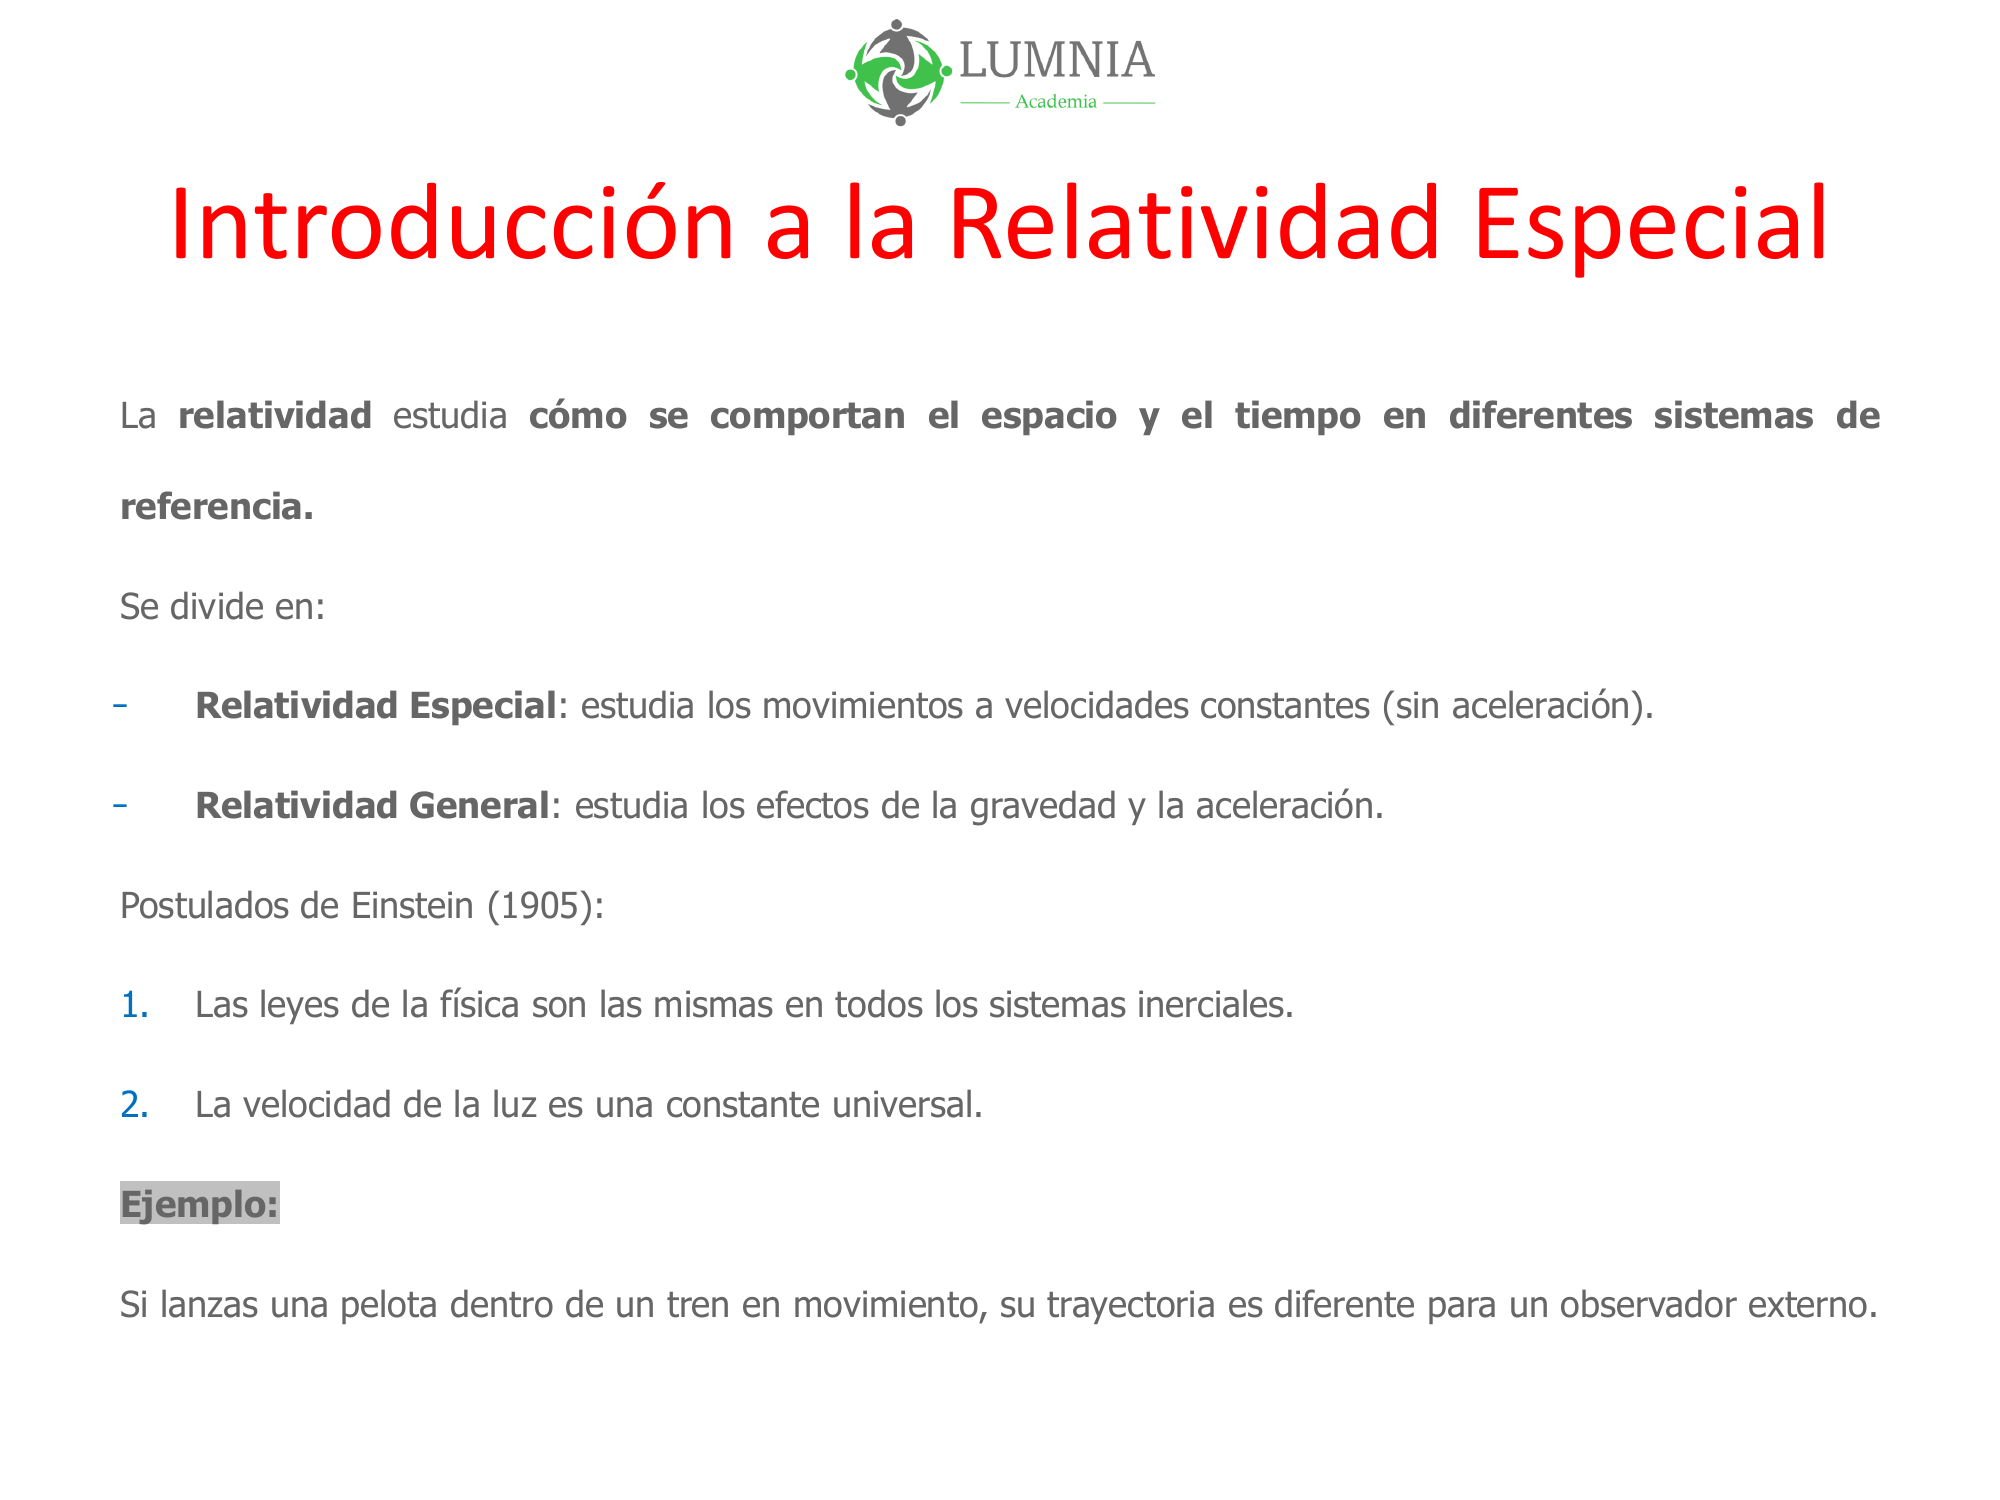 LUMNIA
Academia
Introducción a la Relatividad Especial
La relatividad estudia cómo se comportan el espacio y el tiempo en diferentes sistemas de
referencia.
Se divide en:
- Relatividad Especial: estudia los movimientos a velocidades constantes (sin aceleración).
- Relatividad General: estudia los efectos de la gravedad y la aceleración.
Postulados de Einstein (1905):
1. Las leyes de la física son las mismas en todos los sistemas inerciales.
2. La velocidad de la luz es una constante universal.
Ejemplo:
Si lanzas una pelota dentro de un tren en movimiento, su trayectoria es diferente para un observador externo.